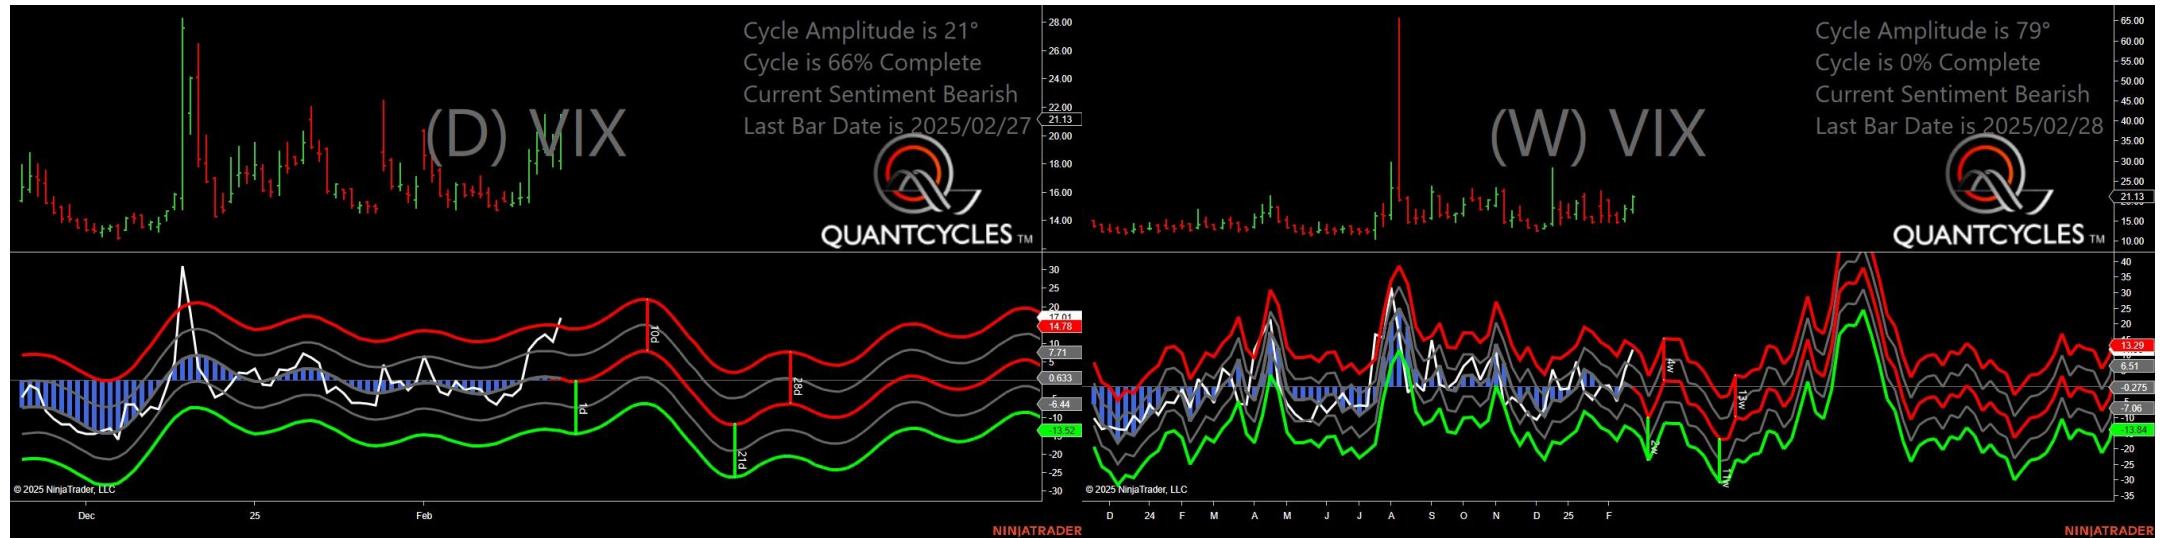 Cycle Amplitude is 21°
Cycle is 66% Complete
Current Sentiment Bearish
Last Bar Date is 2025/02/27
(D) VIX
QUANTCYCLES TM
28.00
26.00
24.00
22.00
21.13
20.00
18.00
16.00
14.00
30
25
20
17.01
14.78
10
7.71
5
0.633
-6.44
-10
-13.52
-20
-25
-30
10d
28d
1d
21d
© 2025 NinjaTrader, LLC
Dec
25
Feb
NINJATRADER
Cycle Amplitude is 79°
Cycle is 0% Complete
Current Sentiment Bearish
Last Bar Date is 2025/02/28
(W) VIX
QUANTCYCLES TM
65.00
60.00
55.00
50.00
45.00
40.00
35.00
30.00
25.00
21.13
15.00
10.00
40
35
30
25
20
13.29
6.51
-0.275
-5
-7.06
-10
-13.84
-20
-25
-30
-35
4w
13w
2w
11w
© 2025 NinjaTrader, LLC
D 24 F M A M J J A S O N D 25 F
NINJATRADER